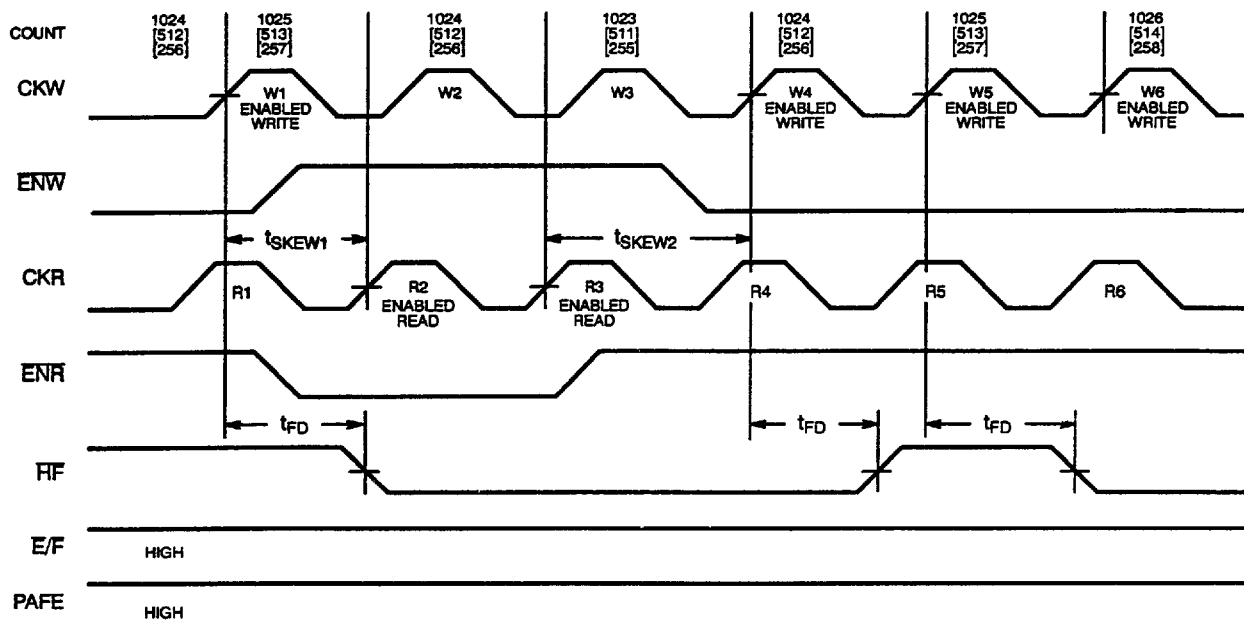 COUNT
1024 1025 1024 1023 1024 1025 1026
[512] [513] [512] [511] [512] [513] [514]
[256] [257] [256] [255] [256] [257] [258]
CKW
W1 W2 W3 W4 W5 W6
ENABLED ENABLED ENABLED ENABLED
WRITE WRITE WRITE WRITE
ENW
tSKEW1 tSKEW2
CKR
R1 R2 R3 R4 R5 R6
ENABLED ENABLED
READ READ
ENR
tFD tFD tFD
HF
E/F
HIGH
PAFE
HIGH